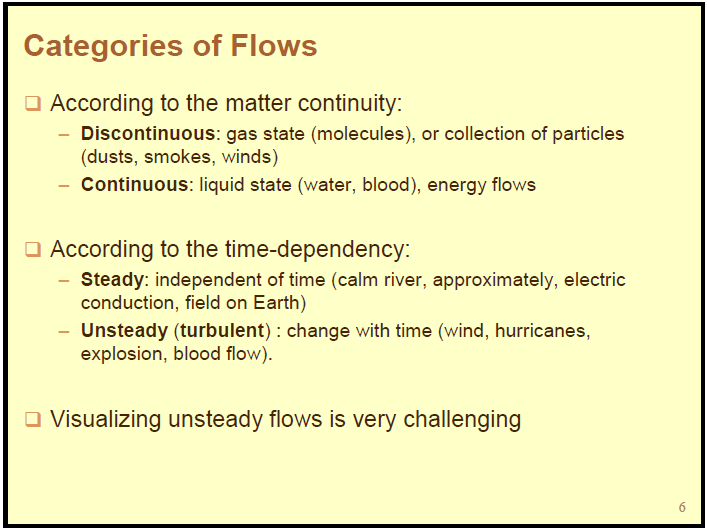 Categories of Flows
❑ According to the matter continuity:
– Discontinuous: gas state (molecules), or collection of particles
(dusts, smokes, winds)
– Continuous: liquid state (water, blood), energy flows
❑ According to the time-dependency:
– Steady: independent of time (calm river, approximately, electric
conduction, field on Earth)
– Unsteady (turbulent) : change with time (wind, hurricanes,
explosion, blood flow).
❑ Visualizing unsteady flows is very challenging
6